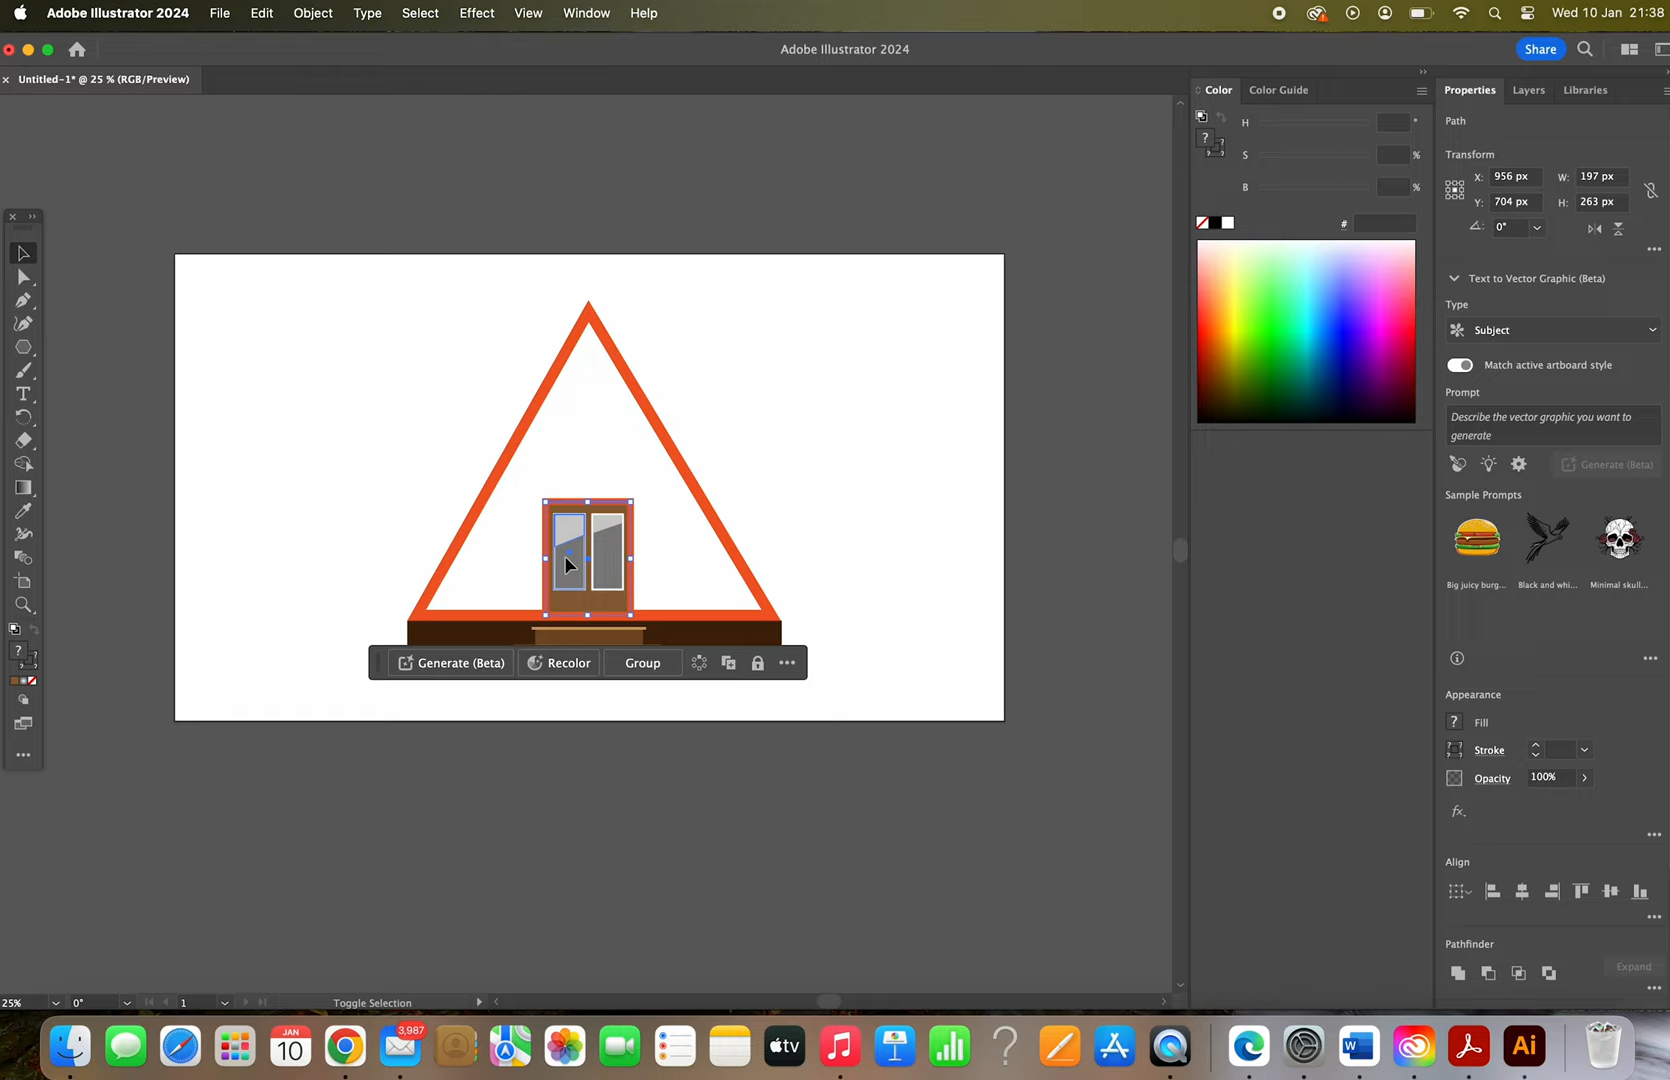 Adobe Illustrator 2024 File Edit Object Type Select Effect View Window Help Wed 10 Jan 21:38
Adobe Illustrator 2024 Share
× Untitled-1* @ 25 % (RGB/Preview)
Color Color Guide
H °
S %
B %
#
Properties Layers Libraries
Path
Transform
X: 956 px W: 197 px
Y: 704 px H: 263 px
0°
Text to Vector Graphic (Beta)
Type
Subject
Match active artboard style
Prompt
Describe the vector graphic you want to
generate
Generate (Beta)
Sample Prompts
Big juicy burg... Black and whi... Minimal skull...
Appearance
? Fill
Stroke
Opacity 100%
fx.
Align
Pathfinder
Expand
Generate (Beta) Recolor Group
25% 0° 1 Toggle Selection
JAN
10
3,987
tv
W
Ai